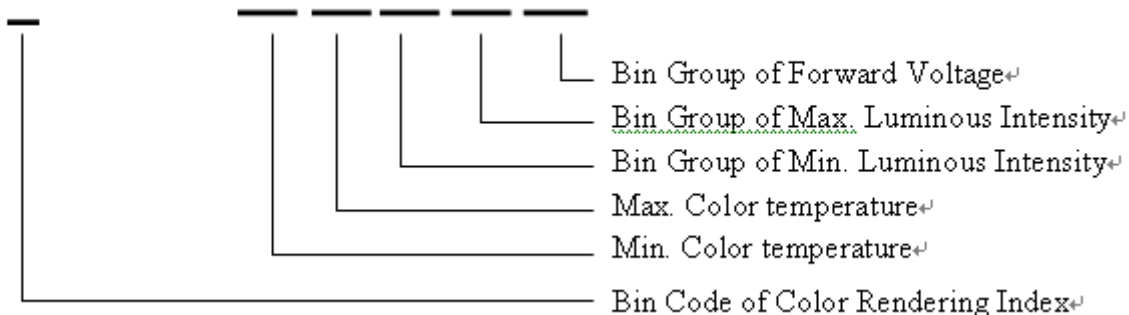 Bin Group of Forward Voltage↵
Bin Group of Max. Luminous Intensity↵
Bin Group of Min. Luminous Intensity↵
Max. Color temperature↵
Min. Color temperature↵
Bin Code of Color Rendering Index↵